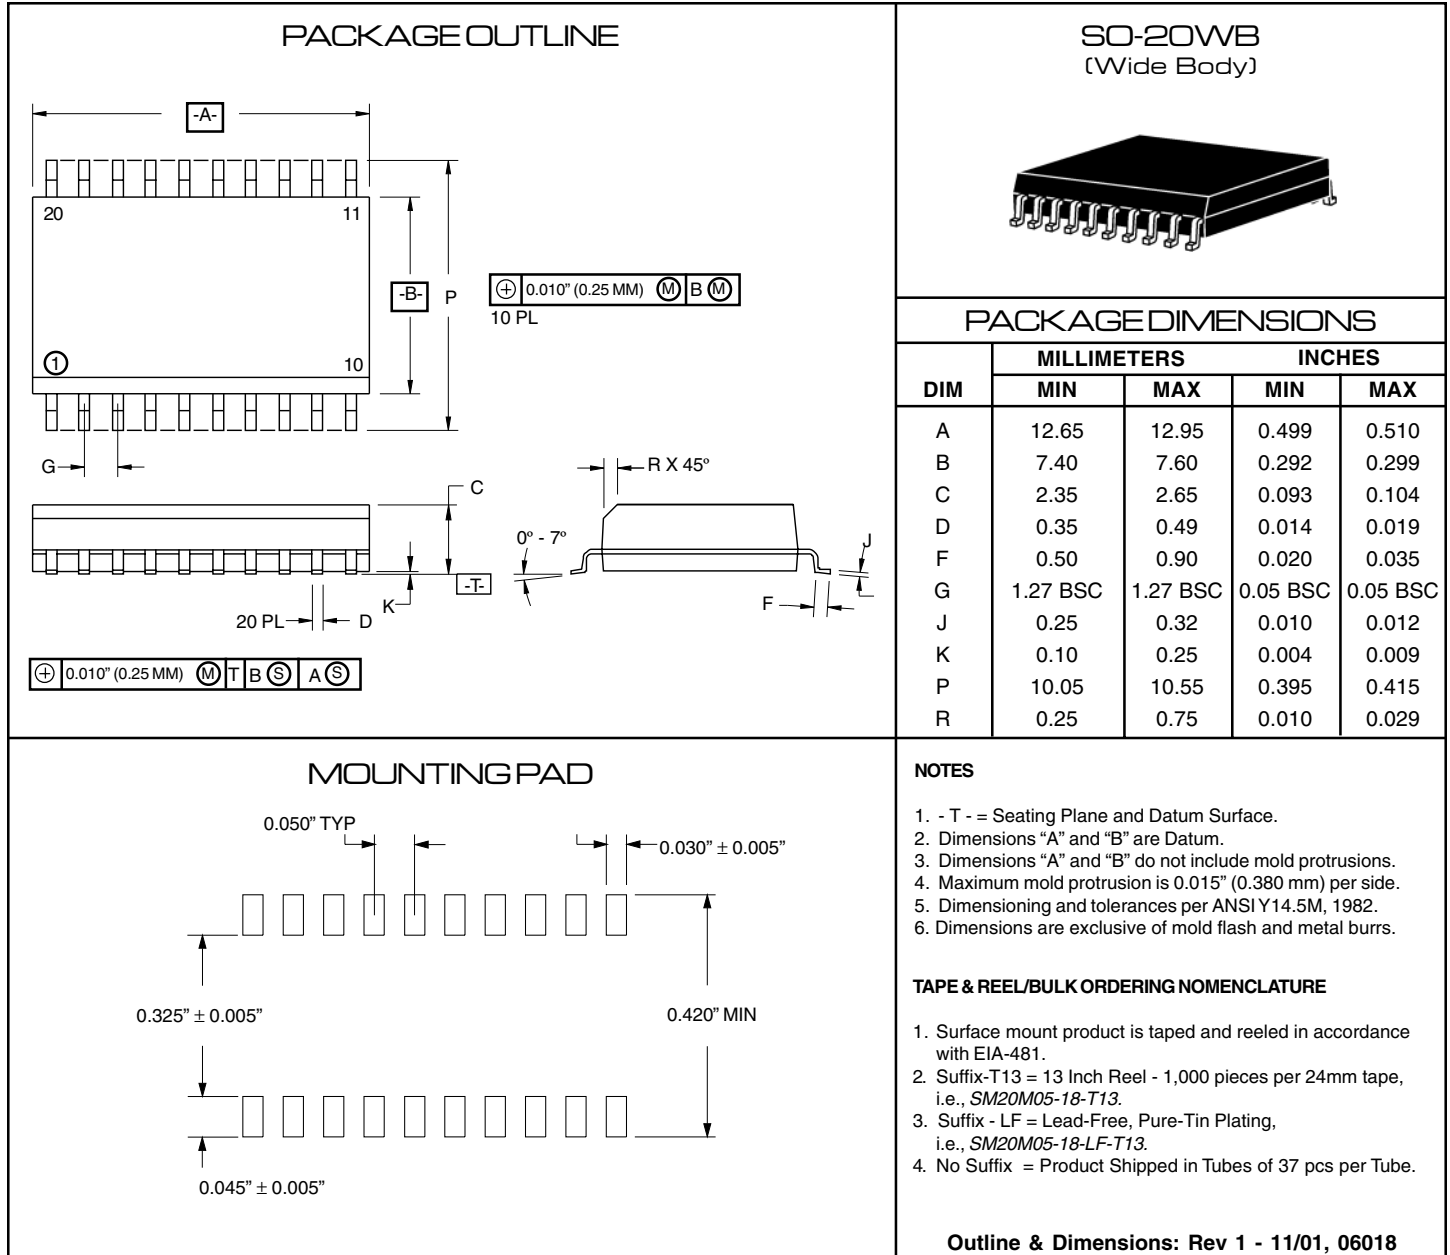 PACKAGE OUTLINE
-A-
20
11
-B-
P
1
10
⌖ 0.010” (0.25 MM) Ⓜ B Ⓜ
10 PL
G
C
K
-T-
20 PL
D
⌖ 0.010” (0.25 MM) Ⓜ T B Ⓢ A Ⓢ
R X 45º
0º - 7º
J
F
SO-20WB
(Wide Body)
PACKAGE DIMENSIONS
MILLIMETERS INCHES
DIM MIN MAX MIN MAX
A 12.65 12.95 0.499 0.510
B 7.40 7.60 0.292 0.299
C 2.35 2.65 0.093 0.104
D 0.35 0.49 0.014 0.019
F 0.50 0.90 0.020 0.035
G 1.27 BSC 1.27 BSC 0.05 BSC 0.05 BSC
J 0.25 0.32 0.010 0.012
K 0.10 0.25 0.004 0.009
P 10.05 10.55 0.395 0.415
R 0.25 0.75 0.010 0.029
MOUNTING PAD
0.050” TYP
0.030” ± 0.005”
0.325” ± 0.005”
0.420” MIN
0.045” ± 0.005”
NOTES
1. - T - = Seating Plane and Datum Surface.
2. Dimensions “A” and “B” are Datum.
3. Dimensions “A” and “B” do not include mold protrusions.
4. Maximum mold protrusion is 0.015” (0.380 mm) per side.
5. Dimensioning and tolerances per ANSI Y14.5M, 1982.
6. Dimensions are exclusive of mold flash and metal burrs.
TAPE & REEL/BULK ORDERING NOMENCLATURE
1. Surface mount product is taped and reeled in accordance
with EIA-481.
2. Suffix-T13 = 13 Inch Reel - 1,000 pieces per 24mm tape,
i.e., SM20M05-18-T13.
3. Suffix - LF = Lead-Free, Pure-Tin Plating,
i.e., SM20M05-18-LF-T13.
4. No Suffix = Product Shipped in Tubes of 37 pcs per Tube.
Outline & Dimensions: Rev 1 - 11/01, 06018